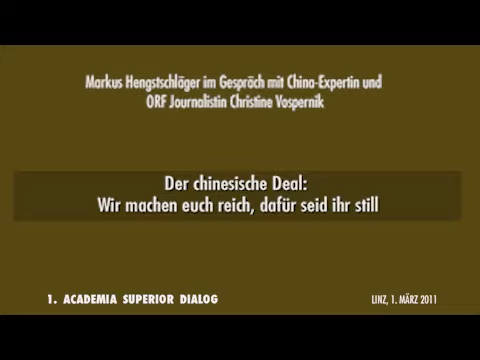 Markus Hengstschläger im Gespräch mit China-Expertin und
ORF Journalistin Christine Vospernik
Der chinesische Deal:
Wir machen euch reich, dafür seid ihr still
1. ACADEMIA SUPERIOR DIALOG
LINZ, 1. MÄRZ 2011